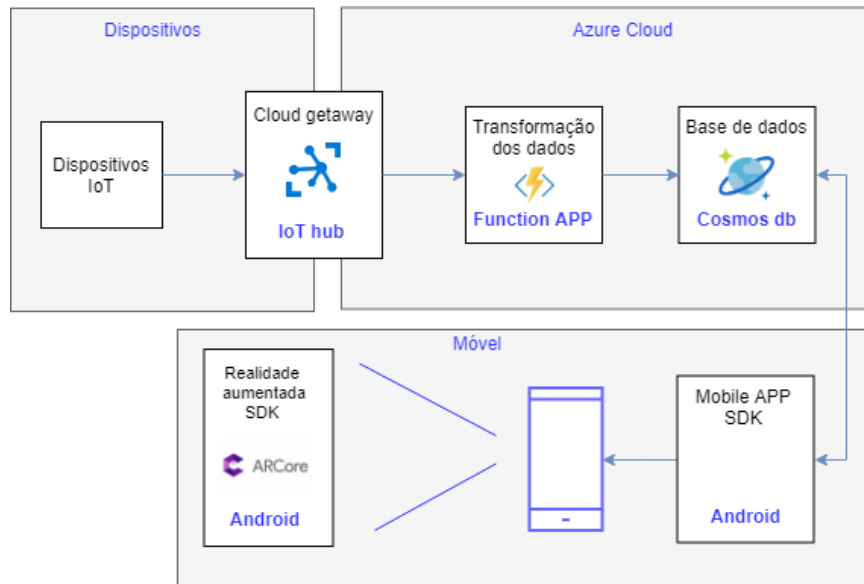 Dispositivos
Azure Cloud
Dispositivos
IoT
Cloud getaway
IoT hub
Transformação
dos dados
Function APP
Base de dados
Cosmos db
Móvel
Realidade
aumentada
SDK
ARCore
Android
Mobile APP
SDK
Android